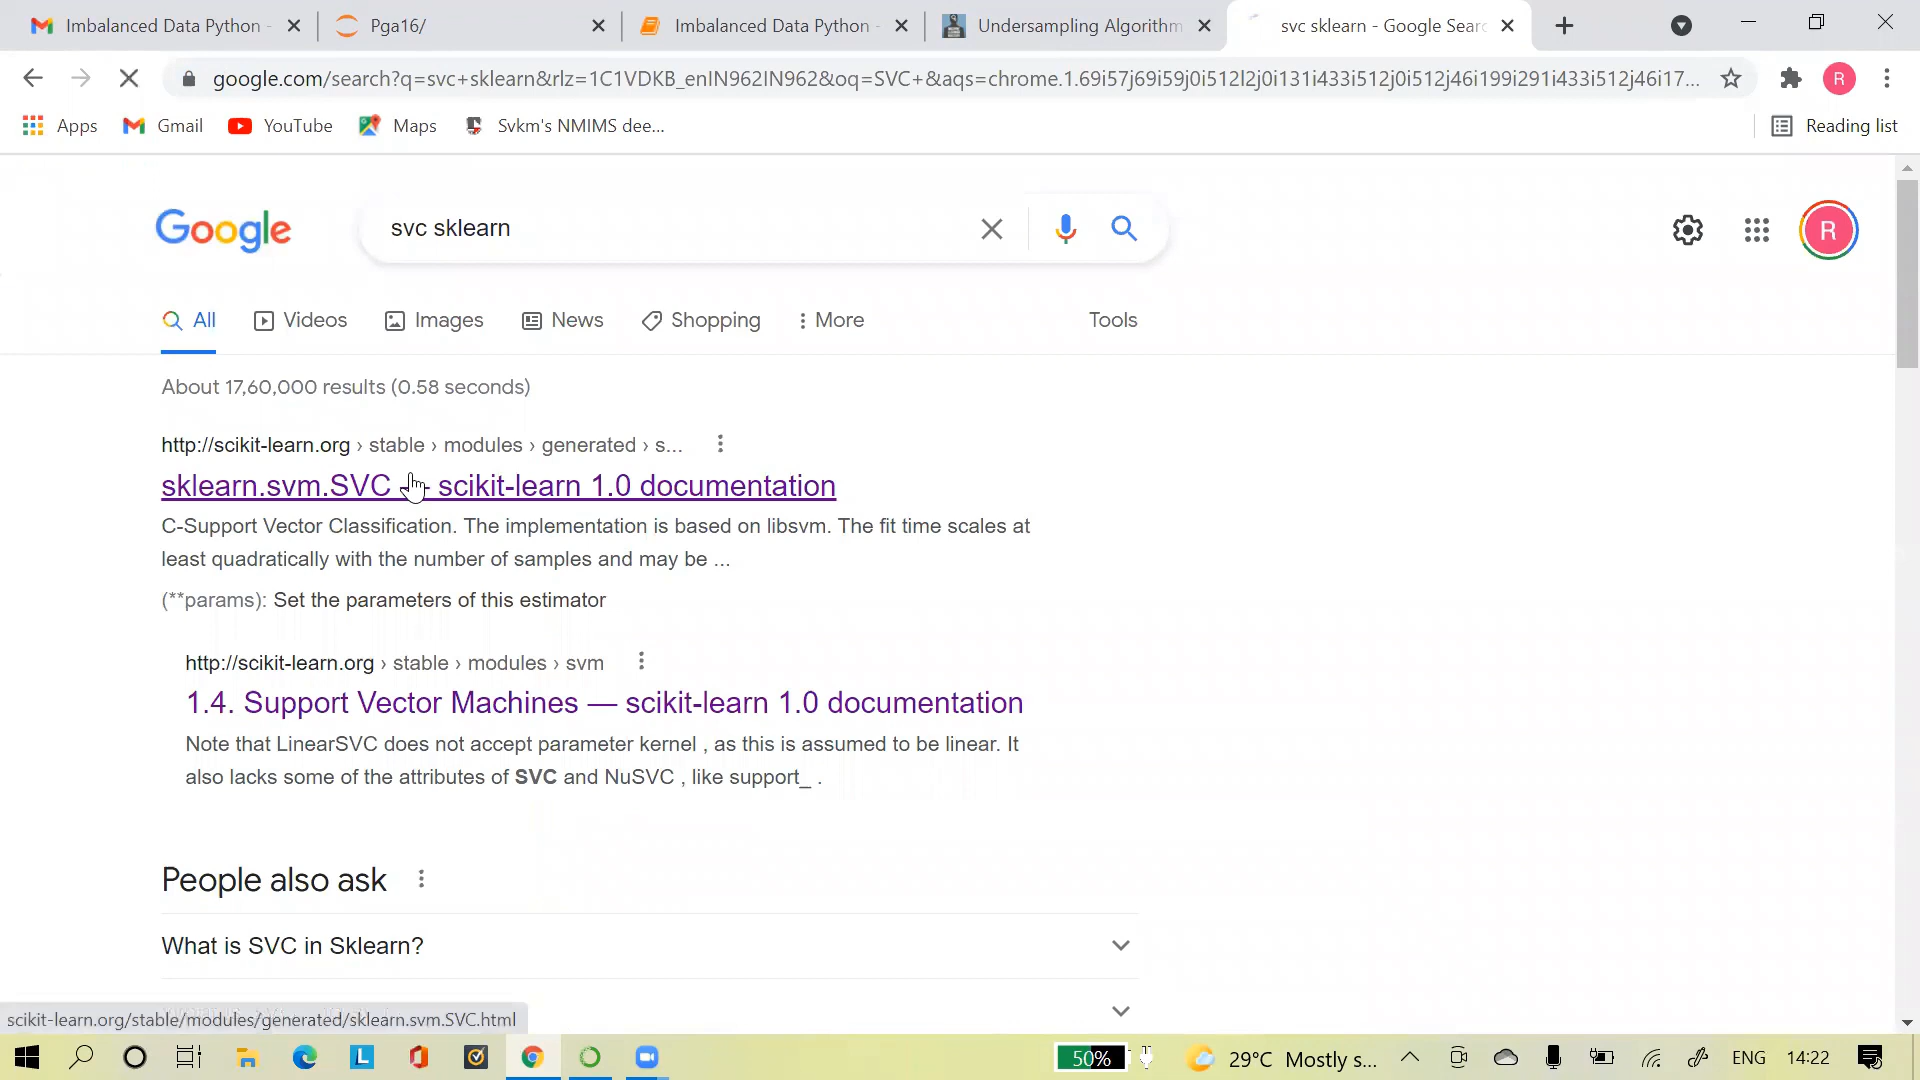 Imbalanced Data Python -
Pga16/
Imbalanced Data Python -
Undersampling Algorithm
svc sklearn - Google Searc
google.com/search?q=svc+sklearn&rlz=1C1VDKB_enIN962IN962&oq=SVC+&aqs=chrome.1.69i57j69i59j0i512l2j0i131i433i512j0i512j46i199i291i433i512j46i17...
R
Apps
Gmail
YouTube
Maps
Svkm's NMIMS dee...
Reading list
Google
svc sklearn
R
All
Videos
Images
News
Shopping
More
Tools
About 17,60,000 results (0.58 seconds)
http://scikit-learn.org › stable › modules › generated › s...
sklearn.svm.SVC — scikit-learn 1.0 documentation
C-Support Vector Classification. The implementation is based on libsvm. The fit time scales at
least quadratically with the number of samples and may be ...
(**params): Set the parameters of this estimator
http://scikit-learn.org › stable › modules › svm
1.4. Support Vector Machines — scikit-learn 1.0 documentation
Note that LinearSVC does not accept parameter kernel , as this is assumed to be linear. It
also lacks some of the attributes of SVC and NuSVC , like support_ .
People also ask
What is SVC in Sklearn?
scikit-learn.org/stable/modules/generated/sklearn.svm.SVC.html
L
50%
29°C Mostly s...
ENG
14:22